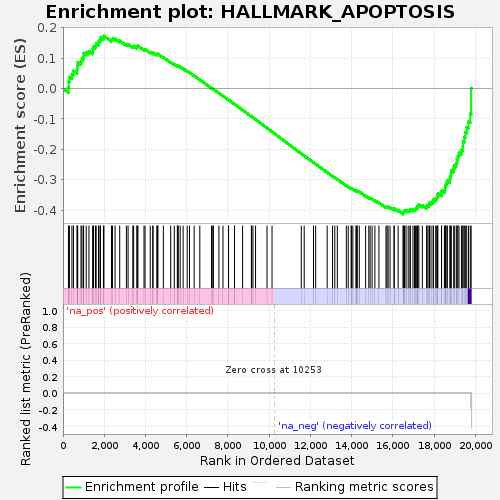 Enrichment plot: HALLMARK_APOPTOSIS
Enrichment score (ES)
0.2
0.1
0.0
-0.1
-0.2
-0.3
-0.4
Ranked list metric (PreRanked)
1.0
0.8
0.6
0.4
0.2
0.0
-0.2
-0.4
'na_pos' (positively correlated)
Zero cross at 10253
'na_neg' (negatively correlated)
0
2,000
4,000
6,000
8,000
10,000
12,000
14,000
16,000
18,000
20,000
Rank in Ordered Dataset
Enrichment profile
Hits
Ranking metric scores